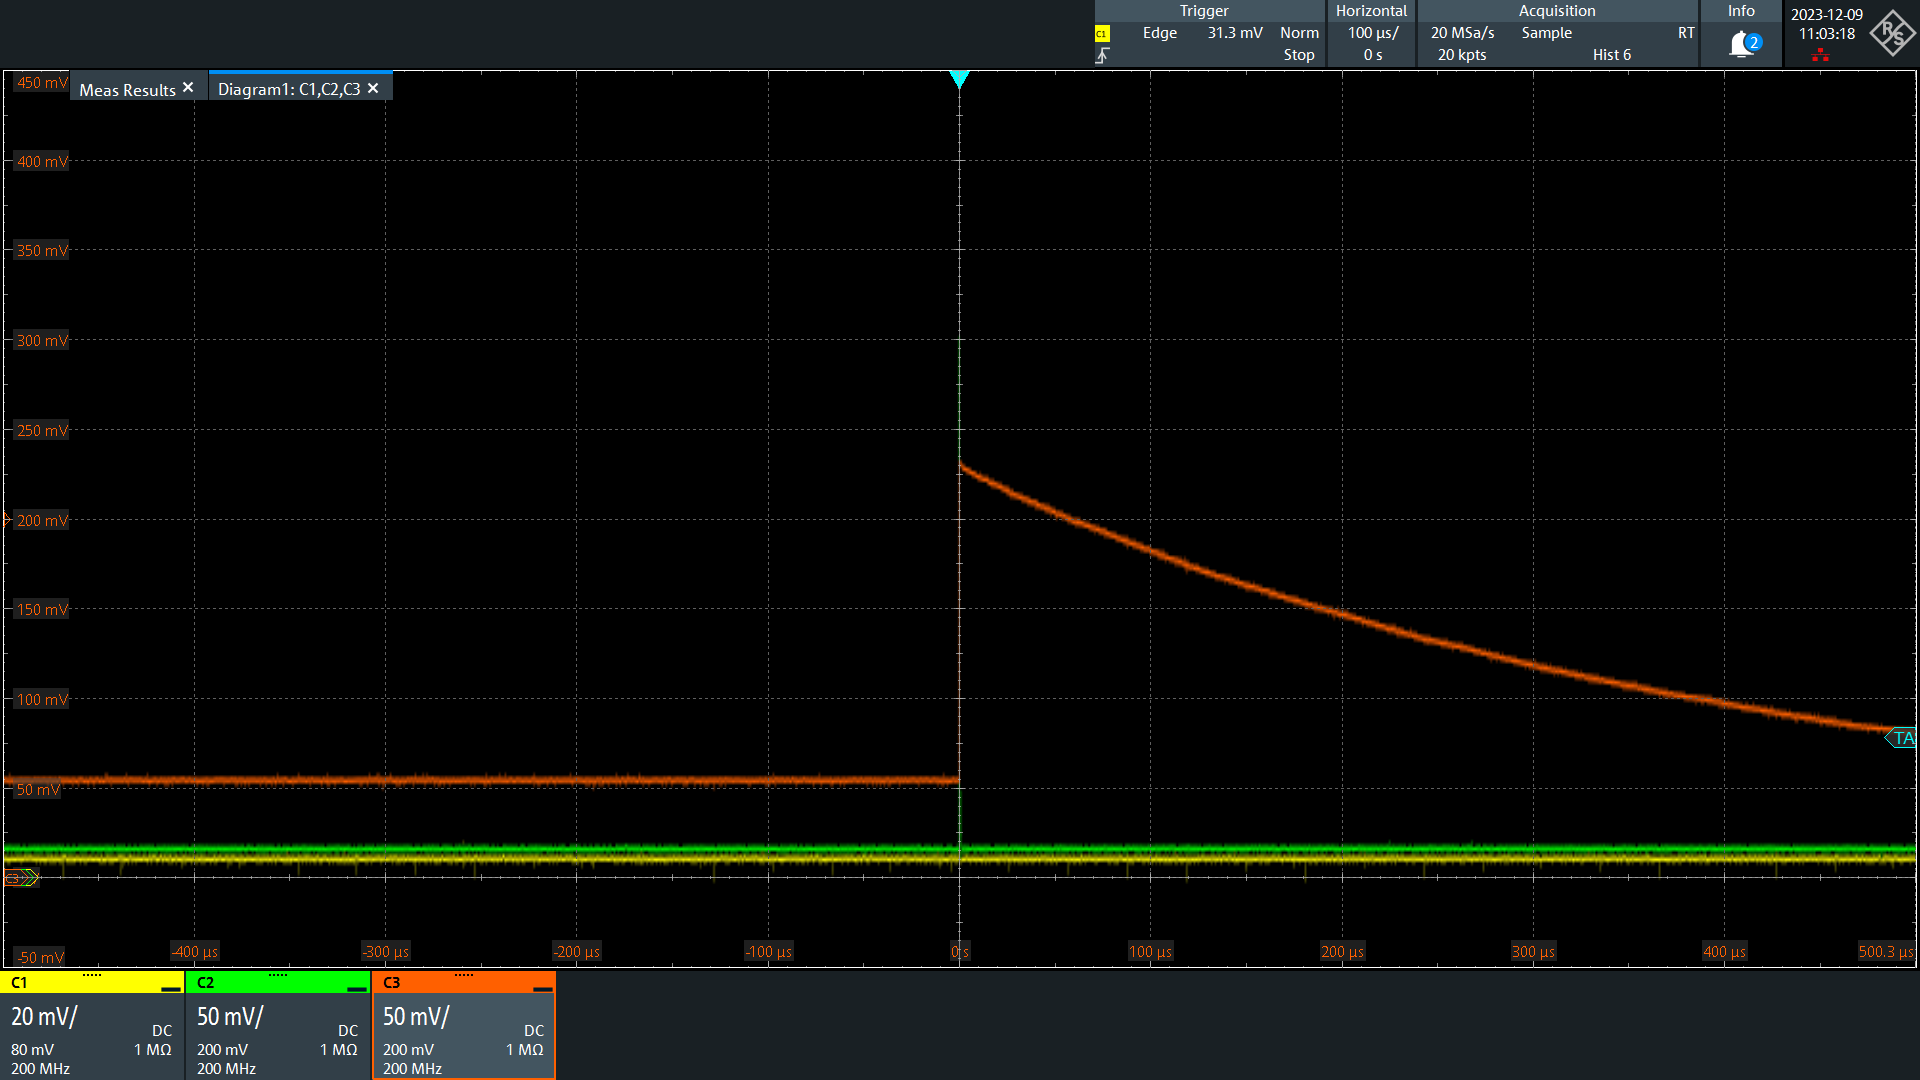 Trigger
C1
Edge
31.3 mV
Norm
Stop
Horizontal
100 µs/
0 s
Acquisition
20 MSa/s
Sample
RT
20 kpts
Hist 6
Info
2
2023-12-09
11:03:18
R S
Meas Results ✕
Diagram1: C1,C2,C3 ✕
450 mV
400 mV
350 mV
300 mV
250 mV
200 mV
150 mV
100 mV
50 mV
-50 mV
TA
C3
-400 µs
-300 µs
-200 µs
-100 µs
0 s
100 µs
200 µs
300 µs
400 µs
500.3 µs
C1
20 mV/
DC
80 mV
1 MΩ
200 MHz
C2
50 mV/
DC
200 mV
1 MΩ
200 MHz
C3
50 mV/
DC
200 mV
1 MΩ
200 MHz